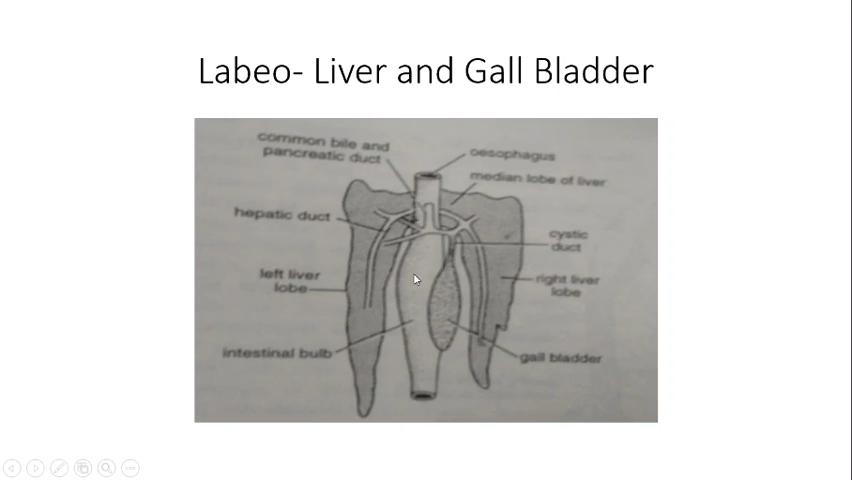 Labeo- Liver and Gall Bladder
common bile and
pancreatic duct
oesophagus
median lobe of liver
hepatic duct
cystic
duct
left liver
lobe
right liver
lobe
intestinal bulb
gall bladder